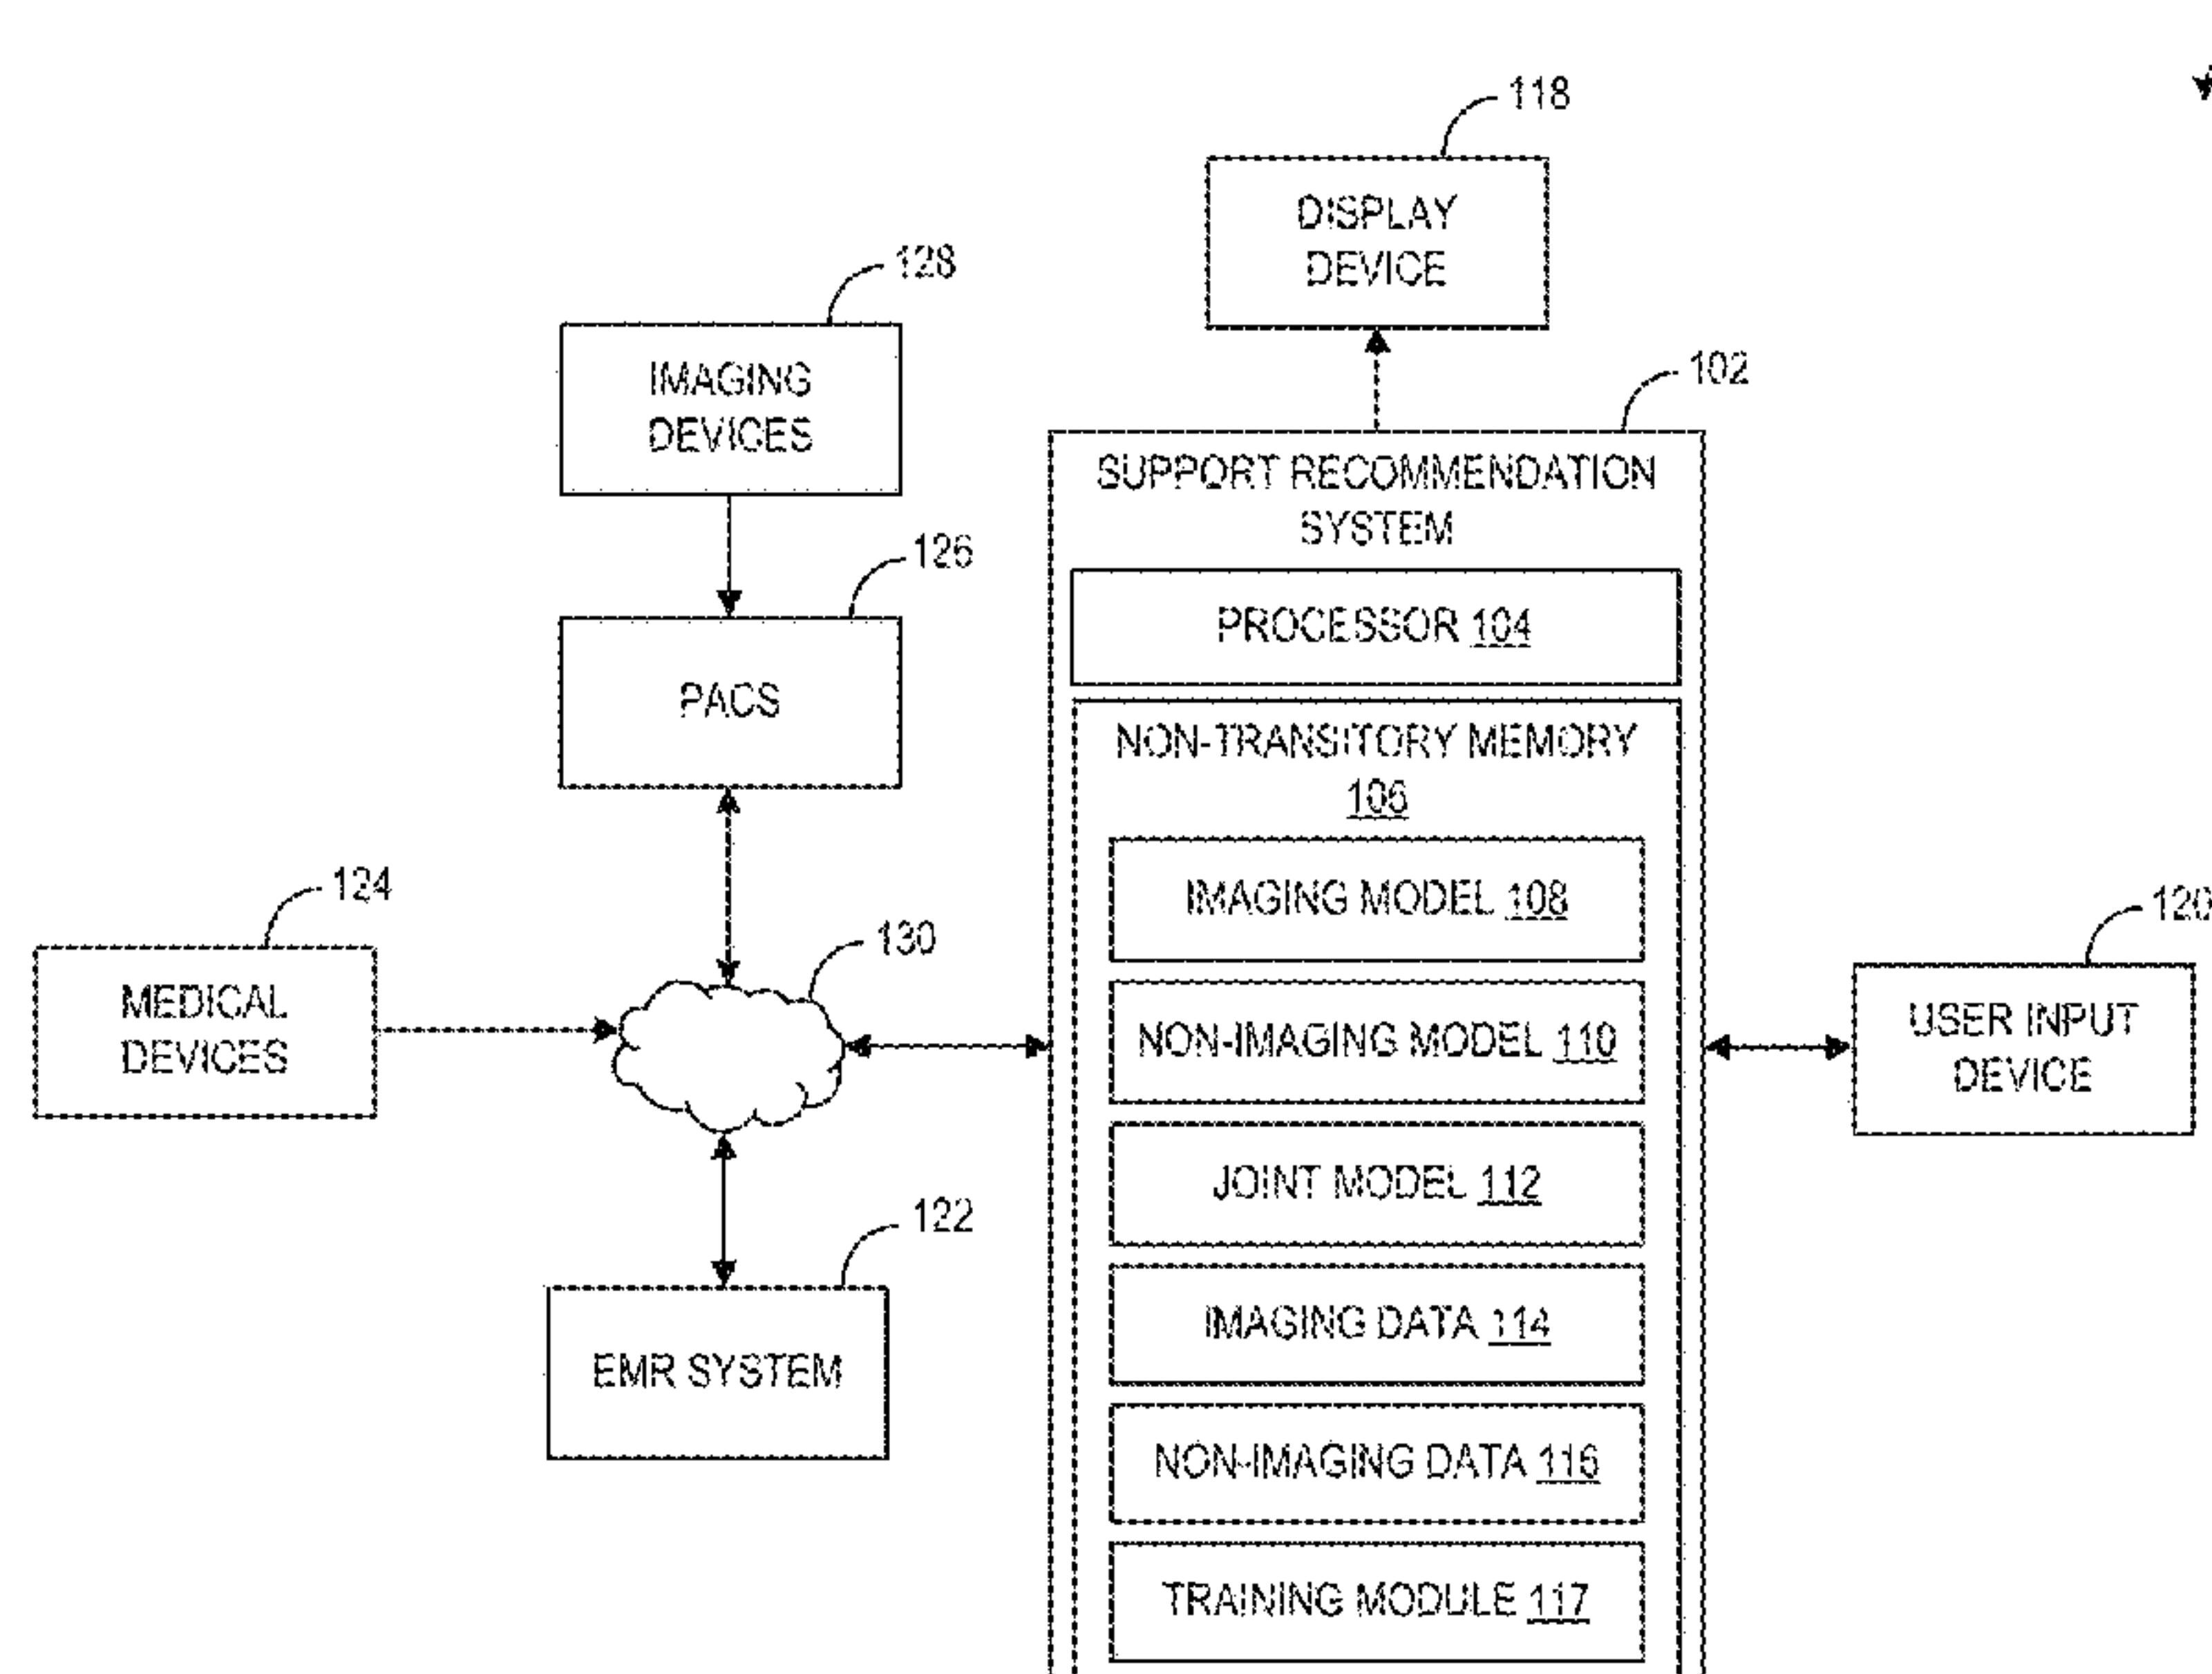 118
DISPLAY
DEVICE
128
IMAGING
DEVICES
102
SUPPORT RECOMMENDATION
SYSTEM
126
PROCESSOR 104
PACS
NON-TRANSITORY MEMORY
106
124
IMAGING MODEL 108
120
130
MEDICAL
DEVICES
NON-IMAGING MODEL 110
USER INPUT
DEVICE
JOINT MODEL 112
122
IMAGING DATA 114
EMR SYSTEM
NON-IMAGING DATA 116
TRAINING MODULE 117